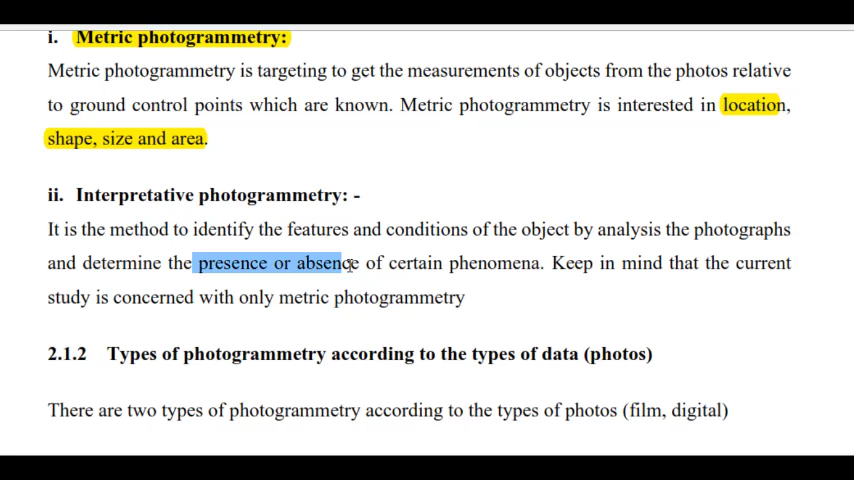 i. Metric photogrammetry:
Metric photogrammetry is targeting to get the measurements of objects from the photos relative
to ground control points which are known. Metric photogrammetry is interested in location,
shape, size and area.
ii. Interpretative photogrammetry: -
It is the method to identify the features and conditions of the object by analysis the photographs
and determine the presence or absence of certain phenomena. Keep in mind that the current
study is concerned with only metric photogrammetry
2.1.2 Types of photogrammetry according to the types of data (photos)
There are two types of photogrammetry according to the types of photos (film, digital)